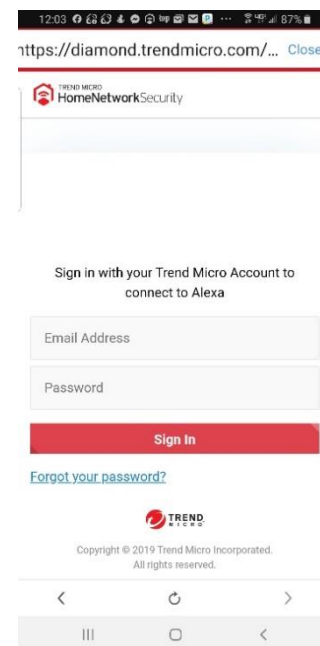 12:03 87%
https://diamond.trendmicro.com/... Close
TREND MICRO
HomeNetworkSecurity
Sign in with your Trend Micro Account to
connect to Alexa
Email Address
Password
Sign In
Forgot your password?
TREND
MICRO
Copyright © 2019 Trend Micro Incorporated.
All rights reserved.